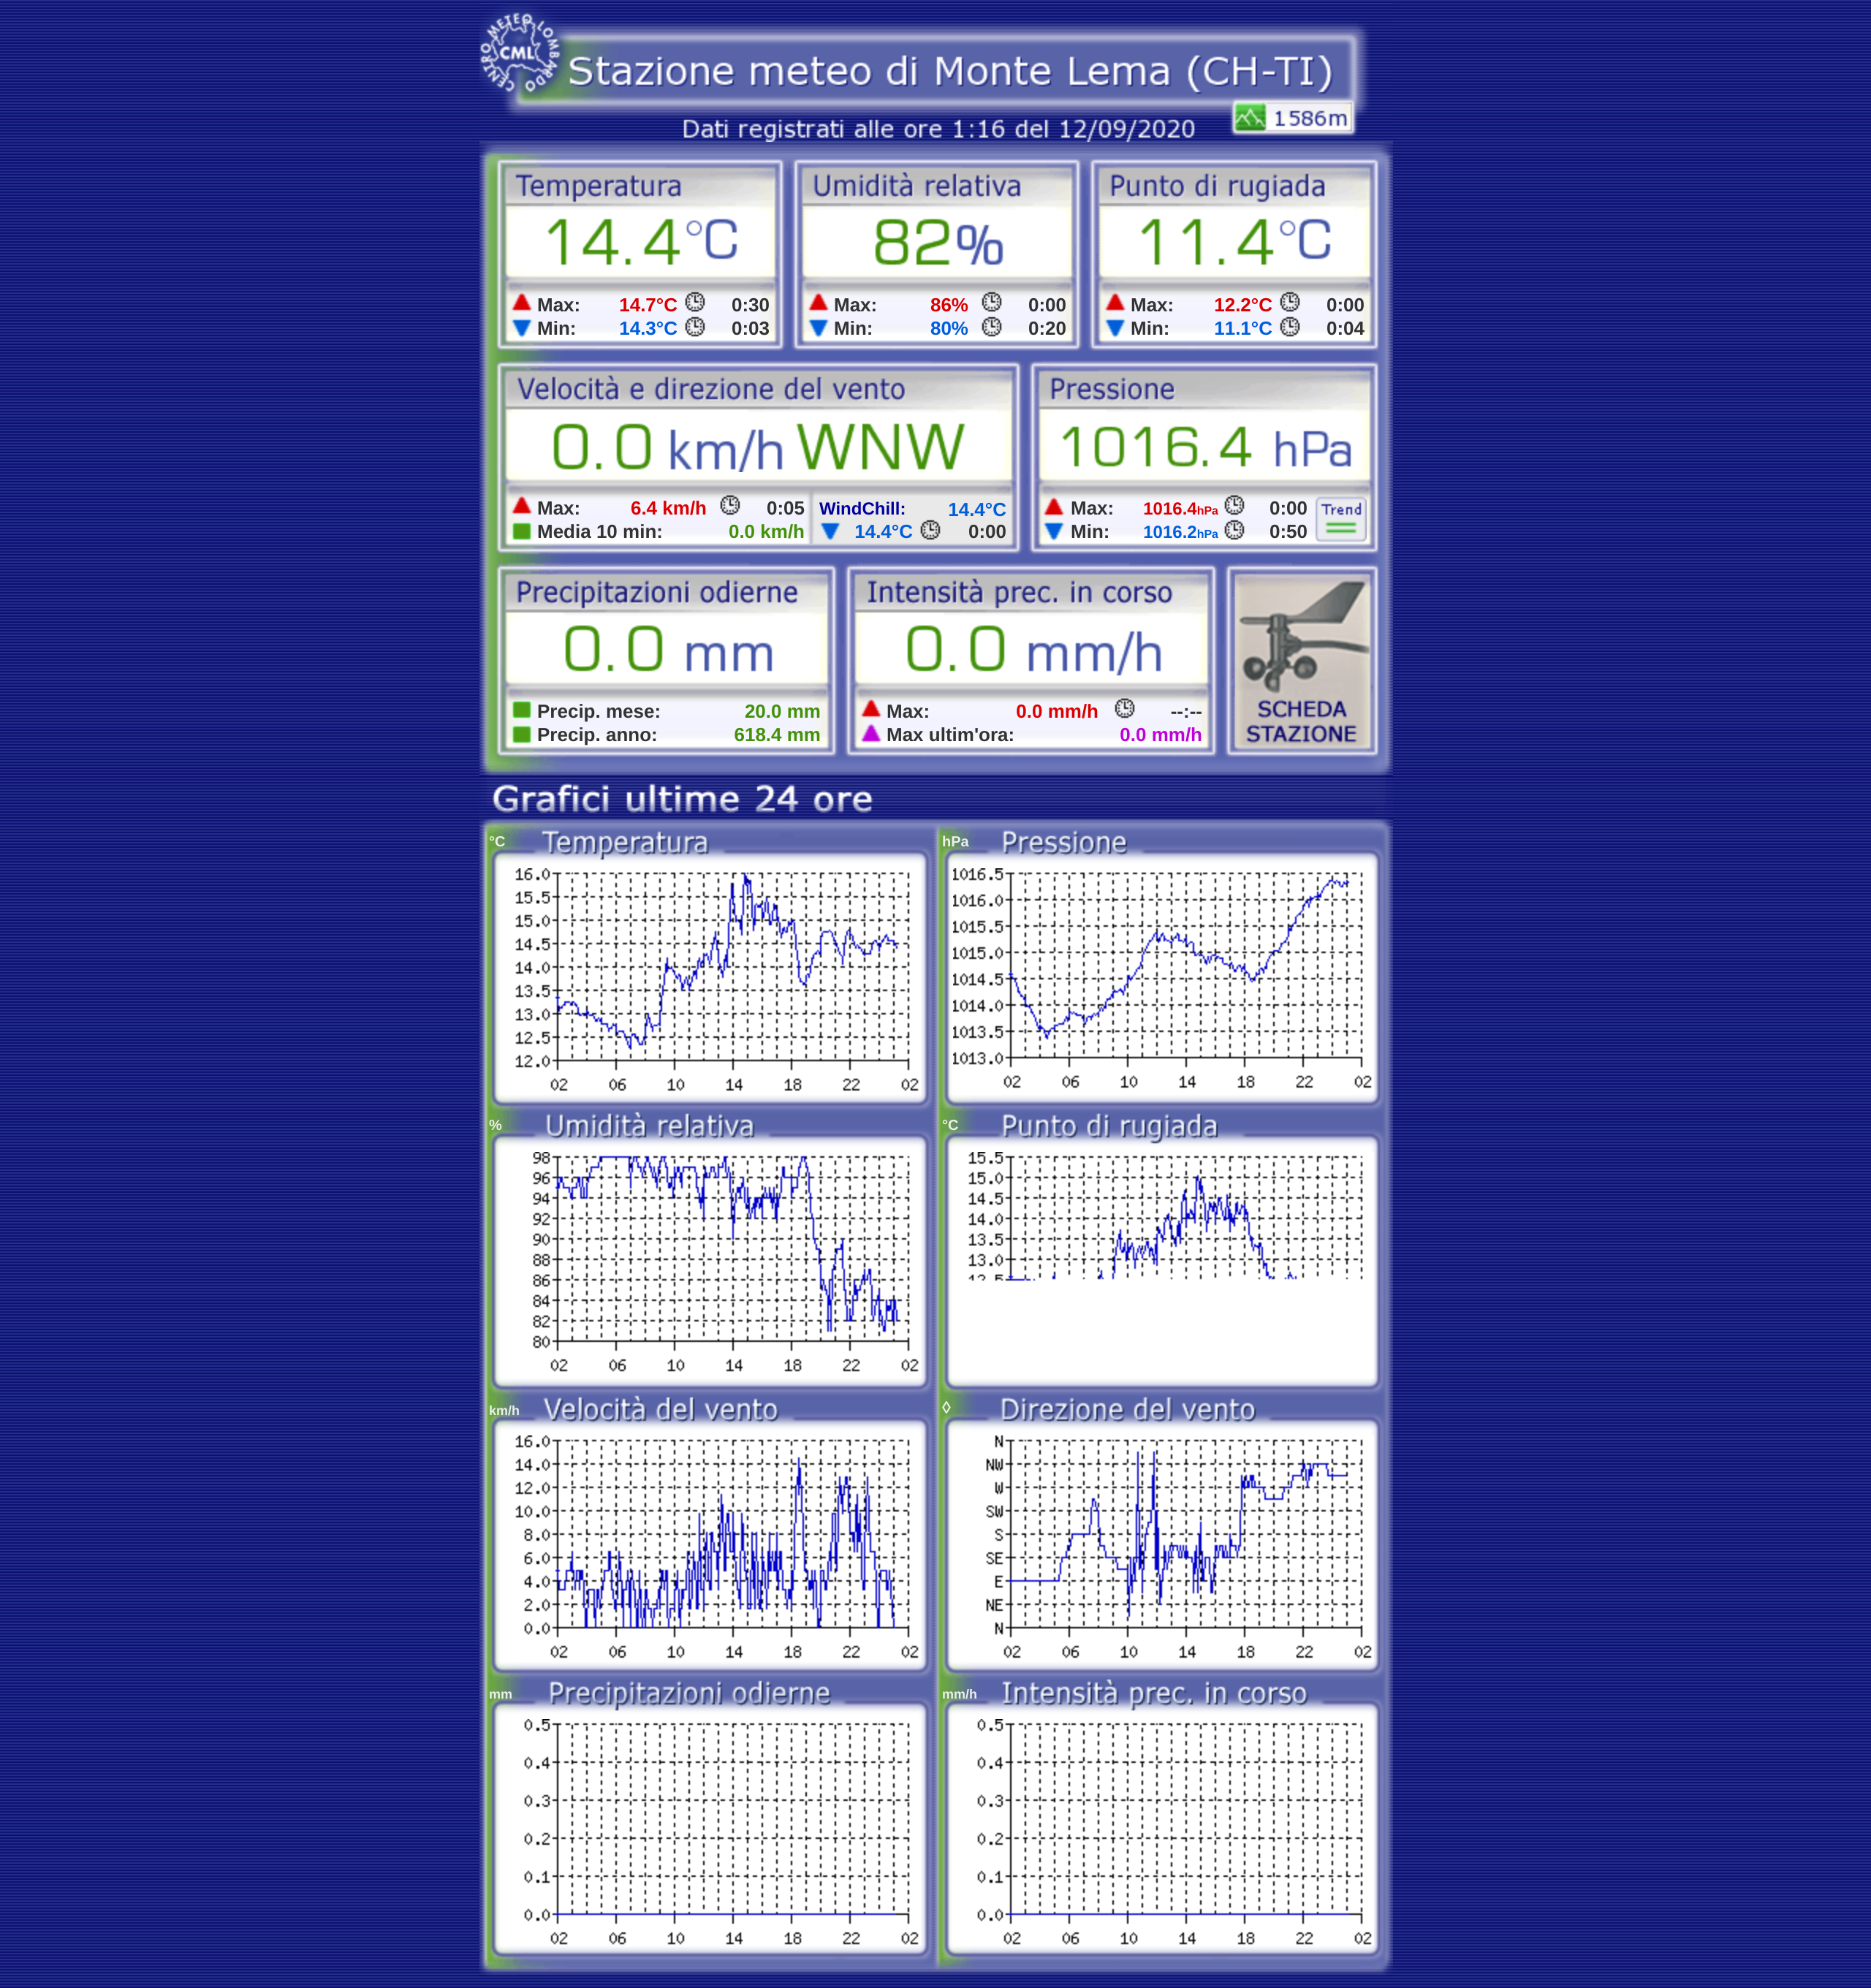 CENTRO METEO LOMBARDO
CML
Stazione meteo di Monte Lema (CH-TI)
1586m
Dati registrati alle ore 1:16 del 12/09/2020
Temperatura Umidità relativa Punto di rugiada
14.4°C 82% 11.4°C
Max: 14.7°C 0:30 Max: 86% 0:00 Max: 12.2°C 0:00
Min: 14.3°C 0:03 Min: 80% 0:20 Min: 11.1°C 0:04
Velocità e direzione del vento Pressione
0.0 km/h WNW 1016.4 hPa
Max: 6.4 km/h 0:05 WindChill: 14.4°C Max: 1016.4hPa 0:00 Trend
Media 10 min: 0.0 km/h 14.4°C 0:00 Min: 1016.2hPa 0:50
Precipitazioni odierne Intensità prec. in corso
0.0 mm 0.0 mm/h
Precip. mese: 20.0 mm Max: 0.0 mm/h --:-- SCHEDA
Precip. anno: 618.4 mm Max ultim'ora: 0.0 mm/h STAZIONE
Grafici ultime 24 ore
°C Temperatura
16.0
15.5
15.0
14.5
14.0
13.5
13.0
12.5
12.0
02 06 10 14 18 22 02
hPa Pressione
1016.5
1016.0
1015.5
1015.0
1014.5
1014.0
1013.5
1013.0
02 06 10 14 18 22 02
% Umidità relativa
98
96
94
92
90
88
86
84
82
80
02 06 10 14 18 22 02
°C Punto di rugiada
15.5
15.0
14.5
14.0
13.5
13.0
km/h Velocità del vento
16.0
14.0
12.0
10.0
8.0
6.0
4.0
2.0
0.0
02 06 10 14 18 22 02
◊ Direzione del vento
N
NW
W
SW
S
SE
E
NE
N
02 06 10 14 18 22 02
mm Precipitazioni odierne
0.5
0.4
0.3
0.2
0.1
0.0
02 06 10 14 18 22 02
mm/h Intensità prec. in corso
0.5
0.4
0.3
0.2
0.1
0.0
02 06 10 14 18 22 02